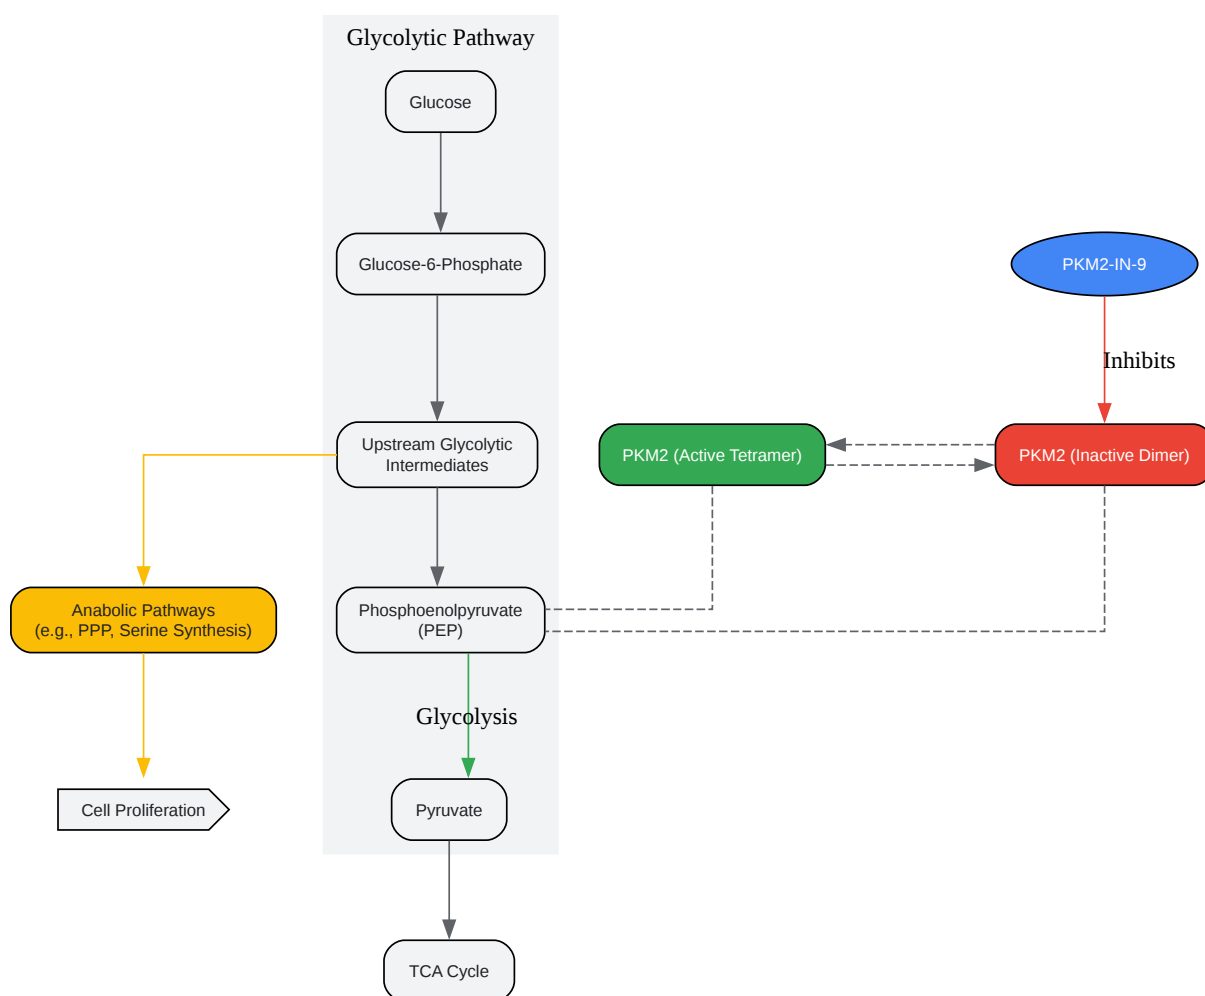 Glycolytic Pathway
Glucose
Glucose-6-Phosphate
PKM2-IN-9
Inhibits
Upstream Glycolytic
Intermediates
PKM2 (Active Tetramer)
PKM2 (Inactive Dimer)
Anabolic Pathways
(e.g., PPP, Serine Synthesis)
Phosphoenolpyruvate
(PEP)
Glycolysis
Cell Proliferation
Pyruvate
TCA Cycle